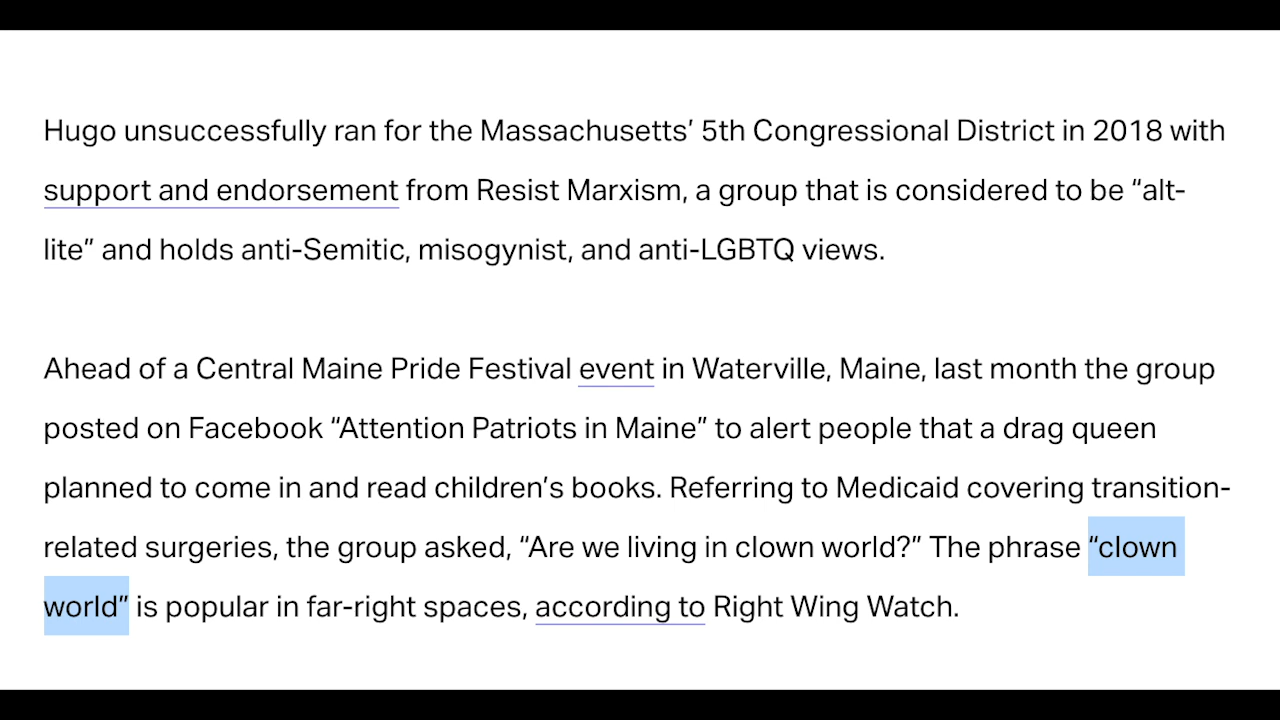 Hugo unsuccessfully ran for the Massachusetts’ 5th Congressional District in 2018 with
support and endorsement from Resist Marxism, a group that is considered to be “alt-
lite” and holds anti-Semitic, misogynist, and anti-LGBTQ views.
Ahead of a Central Maine Pride Festival event in Waterville, Maine, last month the group
posted on Facebook “Attention Patriots in Maine” to alert people that a drag queen
planned to come in and read children’s books. Referring to Medicaid covering transition-
related surgeries, the group asked, “Are we living in clown world?” The phrase “clown
world” is popular in far-right spaces, according to Right Wing Watch.